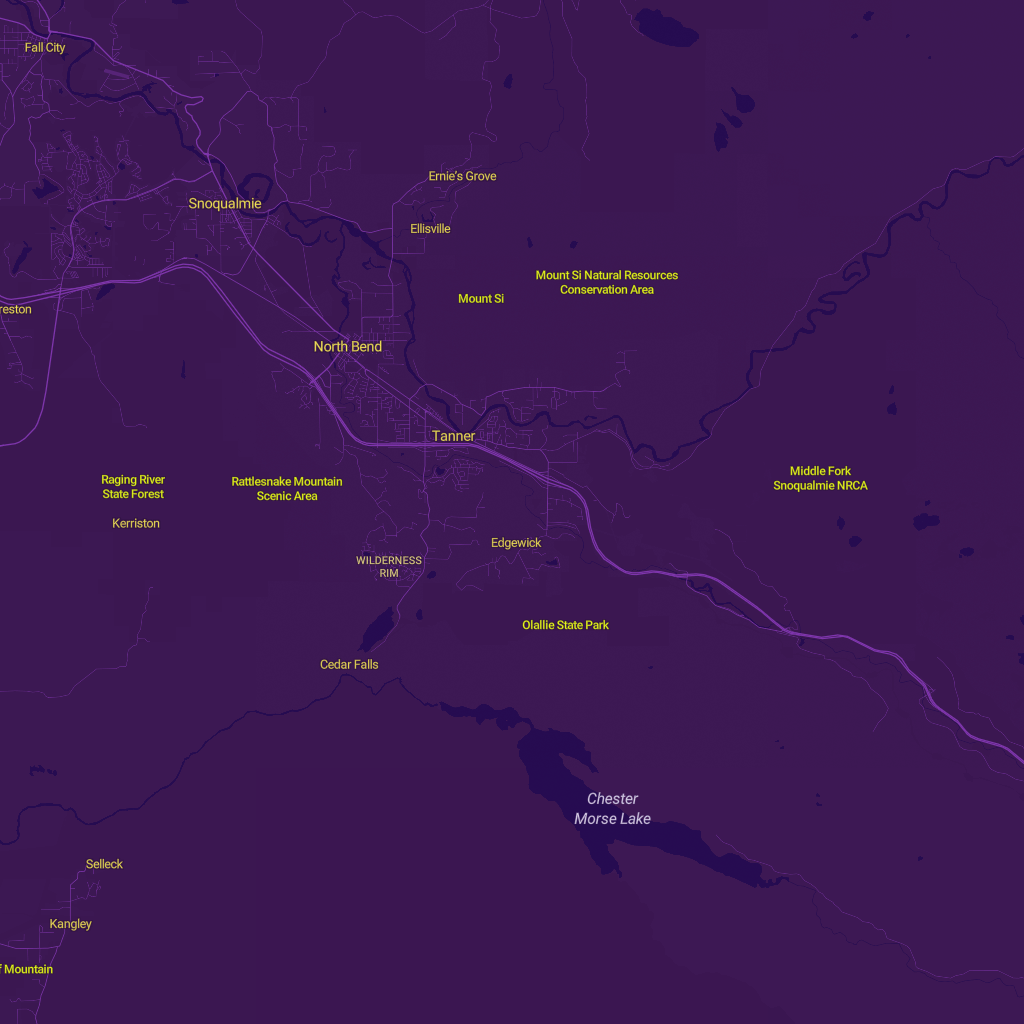 Fall City
Ernie's Grove
Snoqualmie
Ellisville
Mount Si Natural Resources
Conservation Area
Mount Si
reston
North Bend
Tanner
Middle Fork
Snoqualmie NRCA
Raging River
State Forest
Rattlesnake Mountain
Scenic Area
Kerriston
Edgewick
WILDERNESS
RIM
Olallie State Park
Cedar Falls
Chester
Morse Lake
Selleck
Kangley
f Mountain